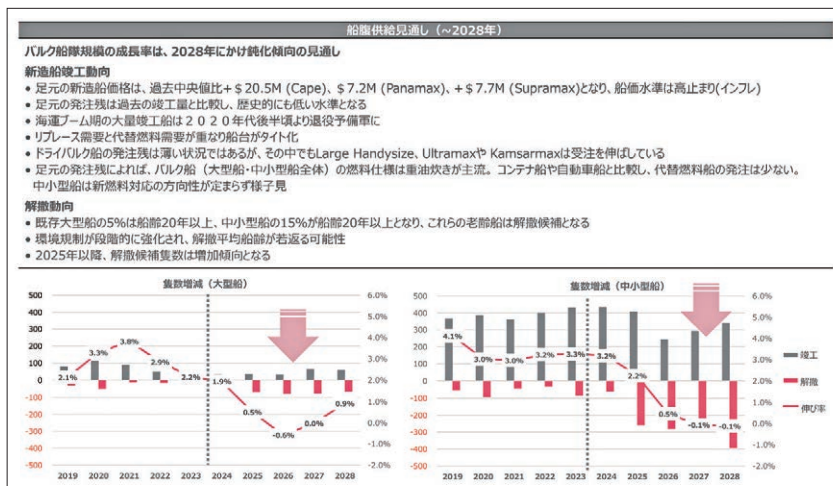 船腹供給見通し（~2028年）
バルク船隊規模の成長率は、2028年にかけ鈍化傾向の見通し
新造船竣工動向
• 足元の新造船価格は、過去中央値比+＄20.5M (Cape)、＄7.2M (Panamax)、+＄7.7M (Supramax)となり、船価水準は高止まり(インフレ)
• 足元の発注残は過去の竣工量と比較し、歴史的にも低い水準となる
• 海運ブーム期の大量竣工船は２０２０年代後半頃より退役予備軍に
• リプレース需要と代替燃料需要が重なり船台がタイト化
• ドライバルク船の発注残は薄い状況ではあるが、その中でもLarge Handysize、Ultramaxや Kamsarmaxは受注を伸ばしている
• 足元の発注残によれば、バルク船（大型船・中小型船全体）の燃料仕様は重油炊きが主流。コンテナ船や自動車船と比較し、代替燃料船の発注は少ない。
中小型船は新燃料対応の方向性が定まらず様子見
解撤動向
• 既存大型船の5%は船齢20年以上、中小型船の15%が船齢20年以上となり、これらの老齢船は解撤候補となる
• 環境規制が段階的に強化され、解撤平均船齢が若返る可能性
• 2025年以降、解撤候補隻数は増加傾向となる
隻数増減（大型船）
500 400 300 200 100 0 -100 -200 -300 -400 -500
6.0% 5.0% 4.0% 3.0% 2.0% 1.0% 0.0% -1.0% -2.0%
2.1% 3.3% 3.8% 2.9% 2.2% 1.9% 0.5% -0.6% 0.0% 0.9%
2019 2020 2021 2022 2023 2024 2025 2026 2027 2028
隻数増減（中小型船）
500 400 300 200 100 0 -100 -200 -300 -400 -500
6.0% 5.0% 4.0% 3.0% 2.0% 1.0% 0.0% -1.0% -2.0%
4.1% 3.0% 3.0% 3.2% 3.3% 3.2% 2.2% 0.5% -0.1% -0.1%
2019 2020 2021 2022 2023 2024 2025 2026 2027 2028
竣工
解撤
伸び率